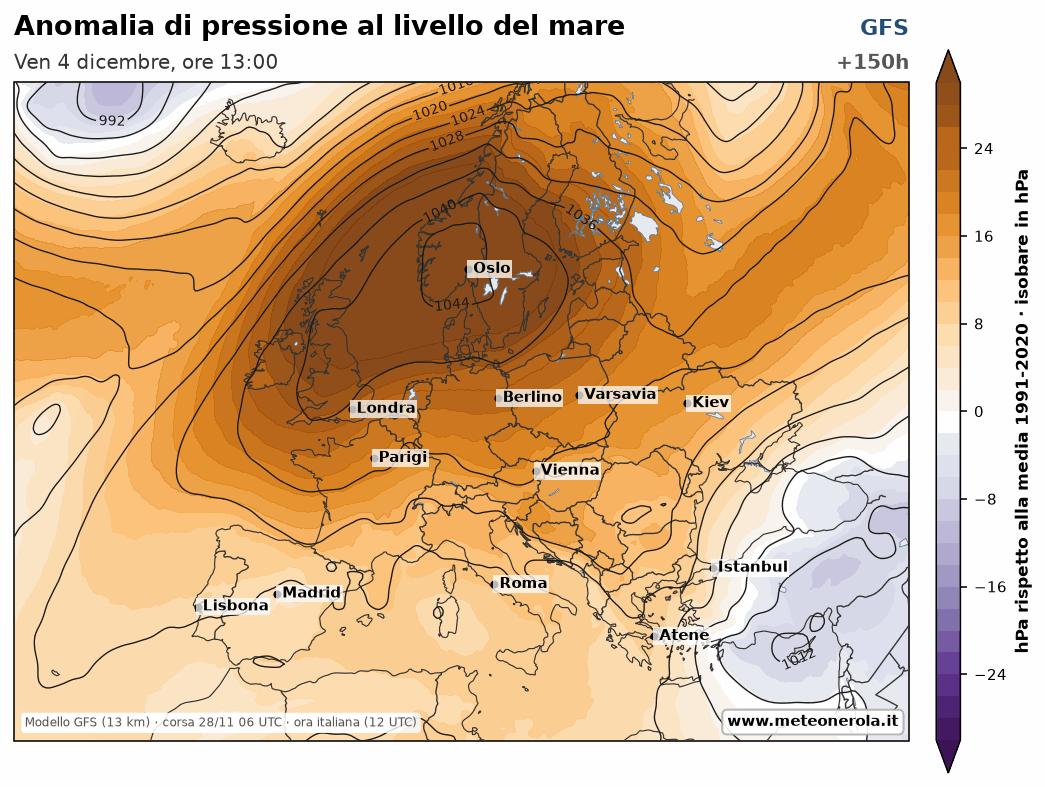 Anomalia di pressione al livello del mare
GFS
Ven 4 dicembre, ore 13:00
+150h
992
1016
1020
1024
1028
1040
1036
Oslo
1044
Londra
Berlino
Varsavia
Kiev
Parigi
Vienna
Istanbul
Roma
Madrid
Lisbona
Atene
1012
Modello GFS (13 km) · corsa 28/11 06 UTC · ora italiana (12 UTC)
www.meteonerola.it
24
16
8
0
−8
−16
−24
hPa rispetto alla media 1991-2020 · isobare in hPa